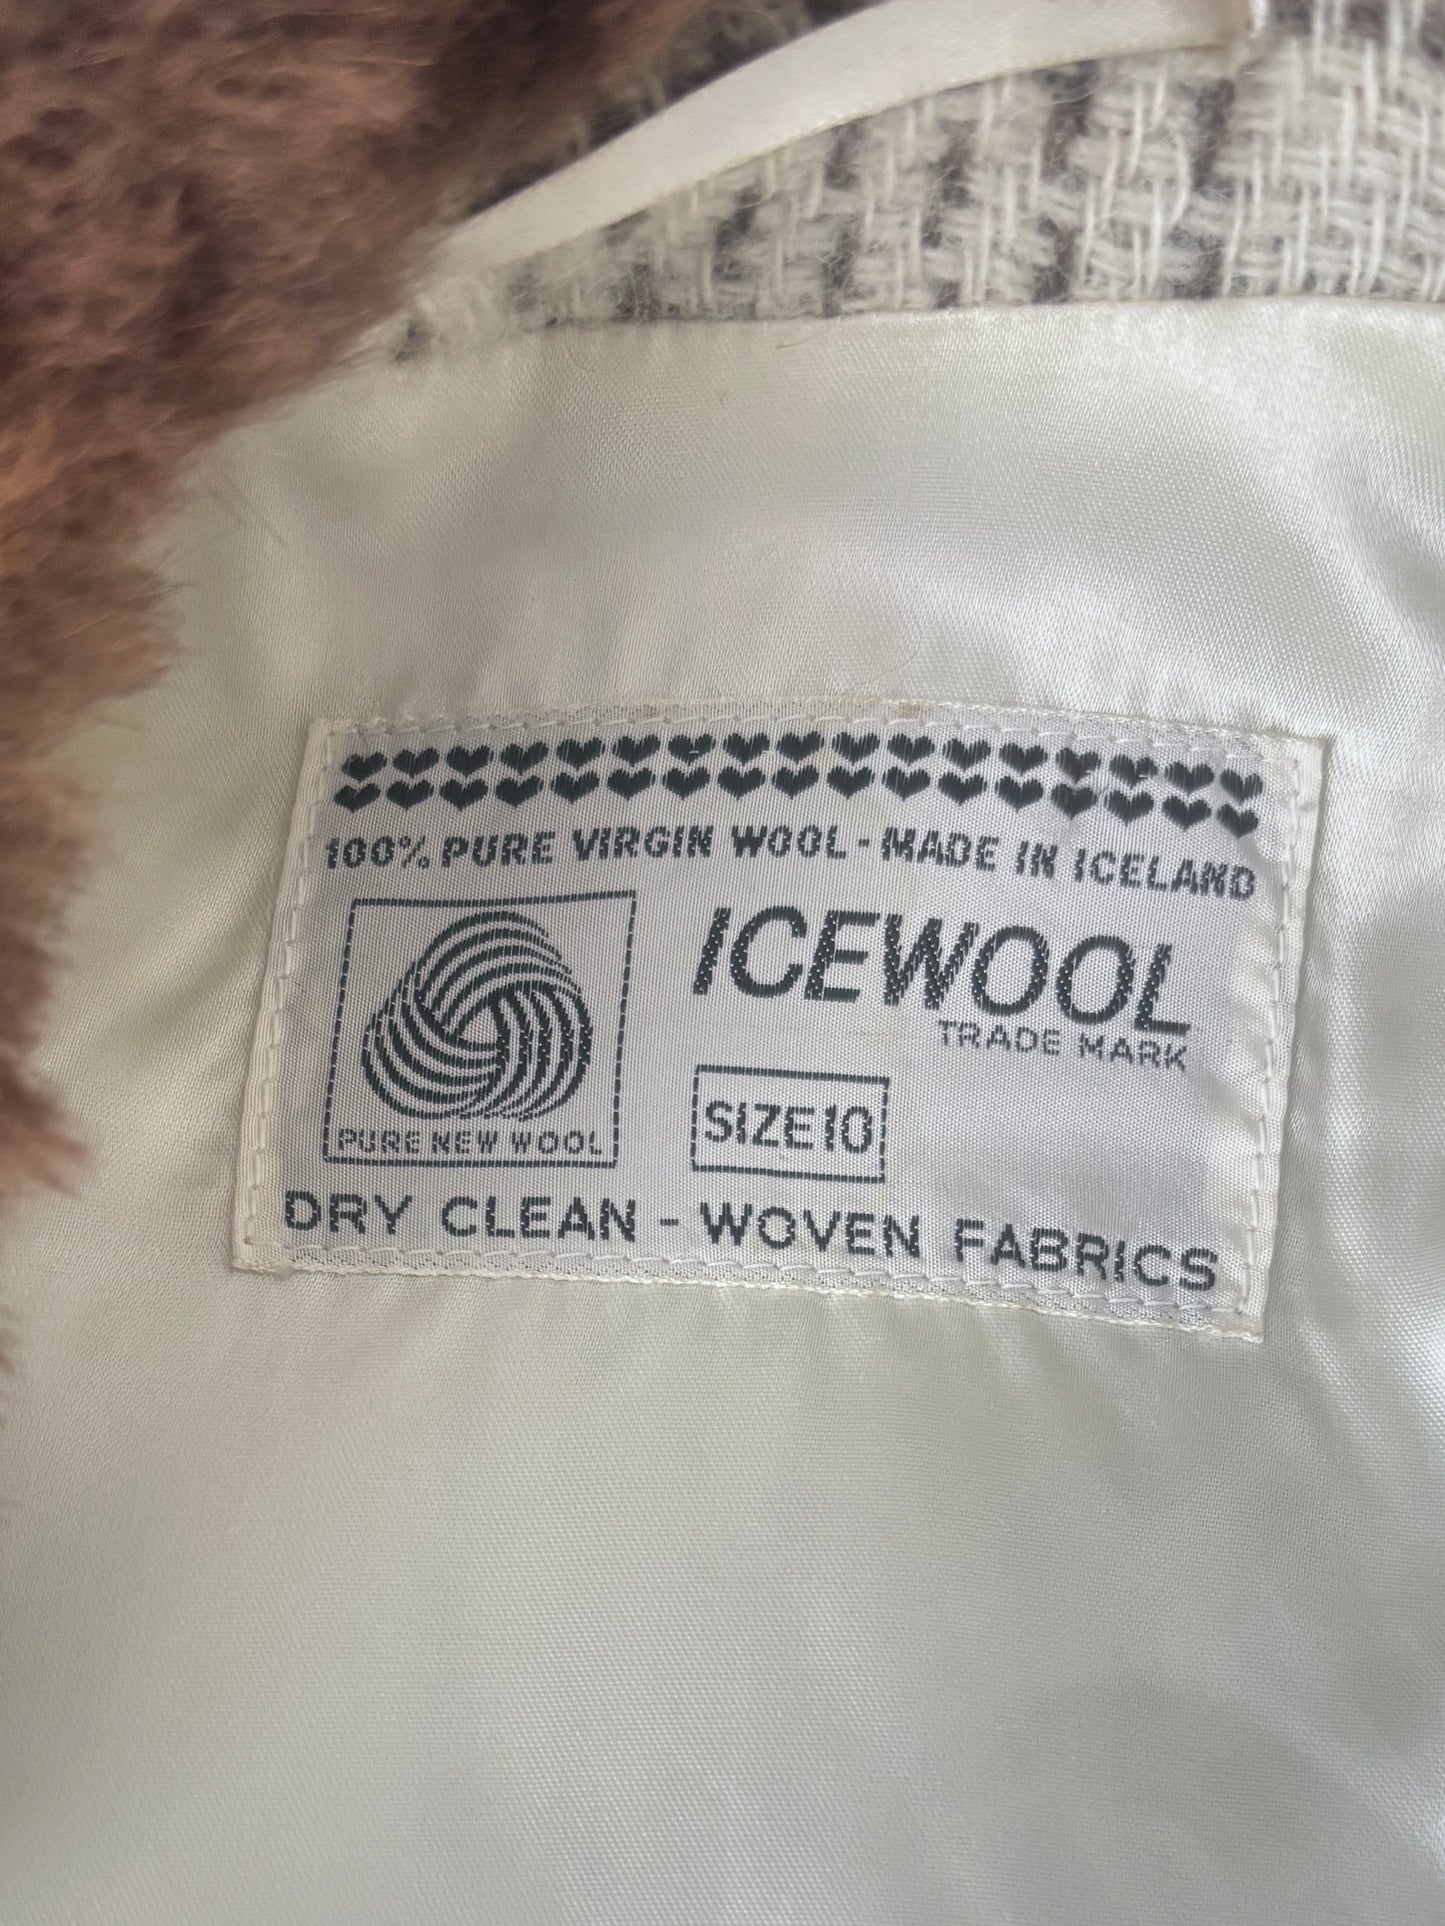 100% PURE VIRGIN WOOL - MADE IN ICELAND
ICEWOOL
TRADE MARK
SIZE 10
PURE NEW WOOL
DRY CLEAN - WOVEN FABRICS